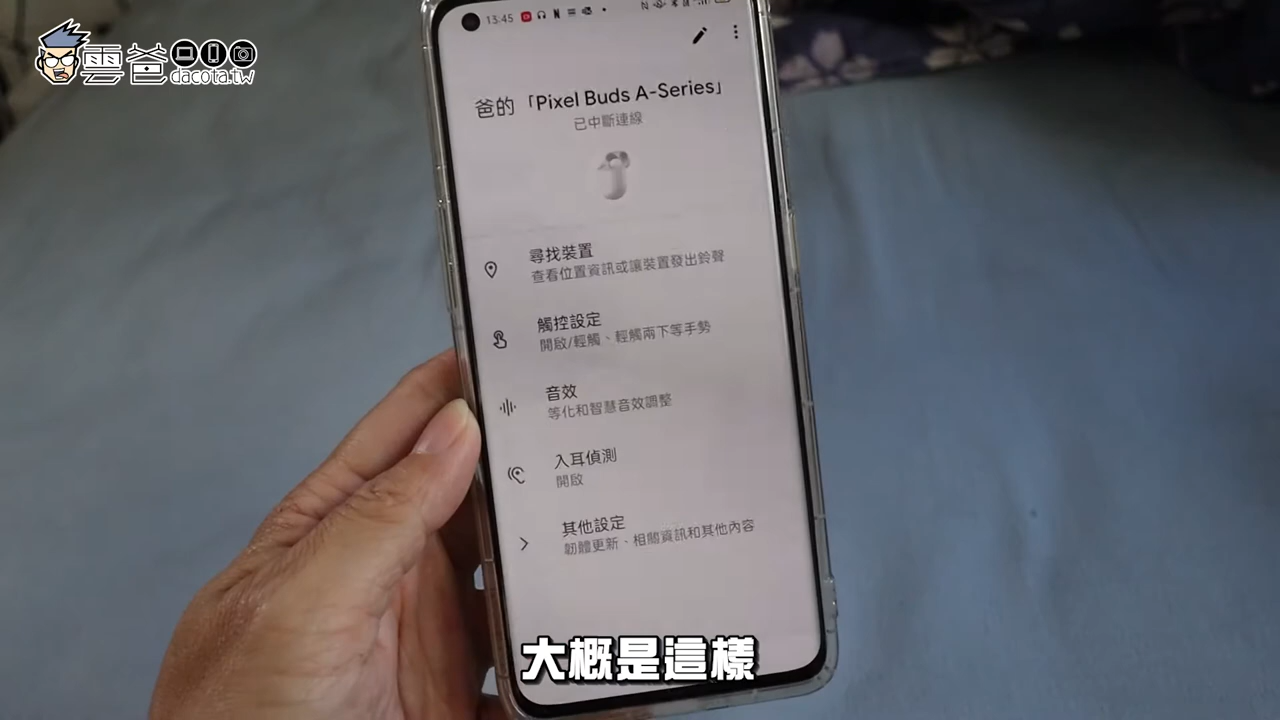 雲爸
dacota.tw
13:45
爸的「Pixel Buds A-Series」
已中斷連線
尋找裝置
查看位置資訊或讓裝置發出鈴聲
觸控設定
開啟/輕觸、輕觸兩下等手勢
音效
等化和智慧音效調整
入耳偵測
開啟
其他設定
韌體更新、相關資訊和其他內容
大概是這樣